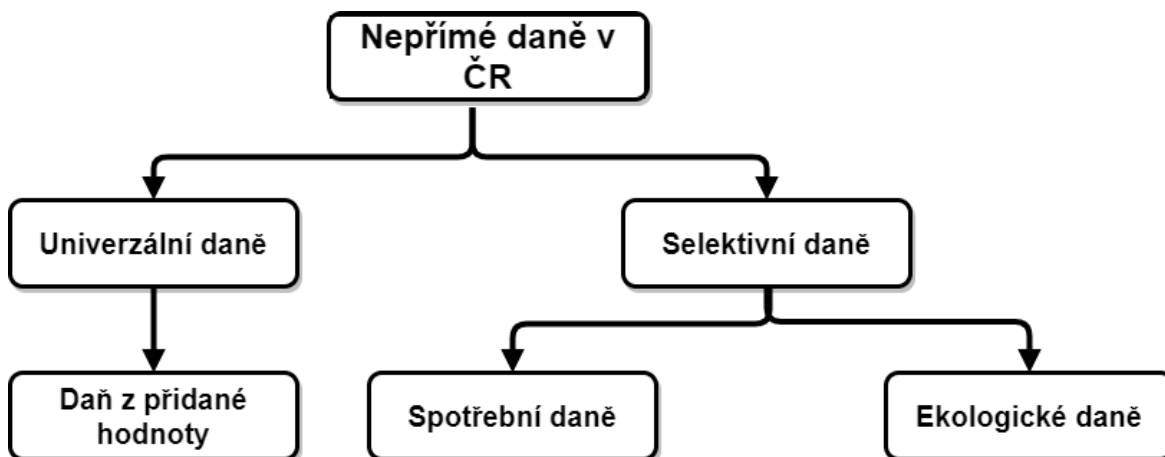 Nepřímé daně v
ČR
Univerzální daně
Selektivní daně
Daň z přidané
hodnoty
Spotřební daně
Ekologické daně